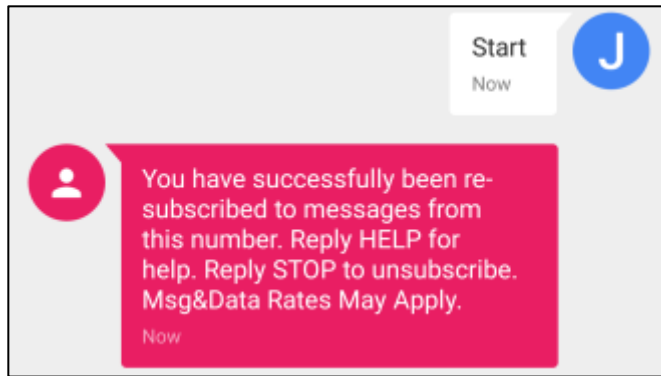 Start
Now
J
You have successfully been re-
subscribed to messages from
this number. Reply HELP for
help. Reply STOP to unsubscribe.
Msg&Data Rates May Apply.
Now